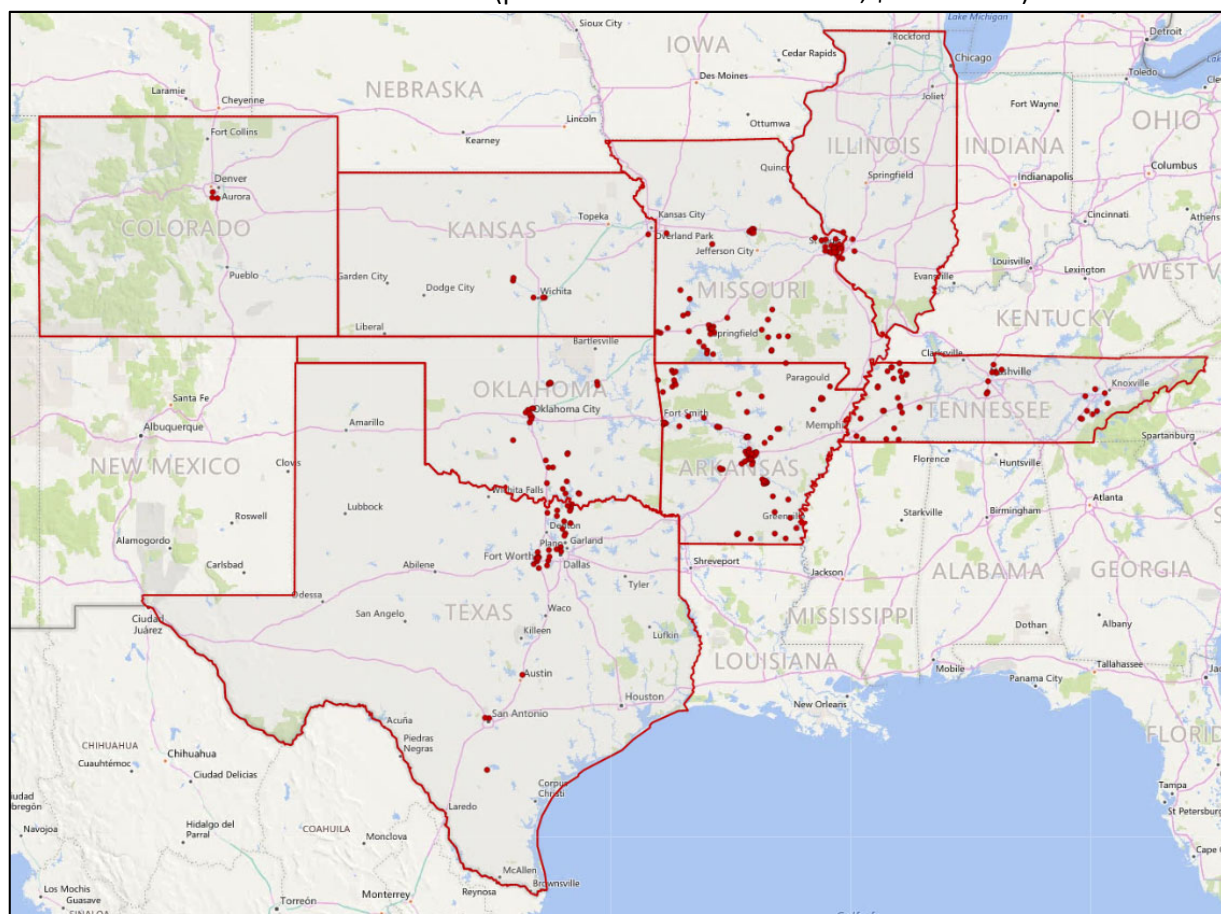 Sioux City
Lake Michigan
IOWA
Rockford
Detroit
Cedar Rapids
Chicago
Toledo
Des Moines
Joliet
Laramie
NEBRASKA
Cheyenne
Fort Wayne
Lincoln
OHIO
Ottumwa
Fort Collins
Kearney
ILLINOIS
INDIANA
Columbus
Quincy
Denver
Springfield
Indianapolis
Aurora
Topeka
Kansas City
Cincinnati
Athens
COLORADO
KANSAS
Overland Park
Jefferson City
Louisville
Lexington
WEST V
Pueblo
Garden City
Evansville
Dodge City
Wichita
MISSOURI
KENTUCKY
Liberal
Springfield
Bartlesville
Clarksville
Paragould
Nashville
Knoxville
OKLAHOMA
Santa Fe
Oklahoma City
Fort Smith
TENNESSEE
Amarillo
Memphis
Albuquerque
Spartanburg
NEW MEXICO
Clovis
ARKANSAS
Florence
Huntsville
Wichita Falls
Atlanta
Lubbock
Greenville
Roswell
Starkville
Birmingham
Denton
Alamogordo
Plano
Garland
Fort Worth
Abilene
Dallas
Shreveport
ALABAMA
GEORGIA
Carlsbad
Tyler
Jackson
Odessa
San Angelo
TEXAS
Waco
MISSISSIPPI
Ciudad
Juárez
Albany
Killeen
Lufkin
Dothan
LOUISIANA
Mobile
Tallahassee
Austin
Panama City
Houston
New Orleans
San Antonio
Acuña
FLORID
Piedras
Negras
CHIHUAHUA
Chihuahua
Cuauhtémoc
Ciudad Delicias
Tampa
Corpus
Christi
St Petersburg
Laredo
Hidalgo del
Parral
COAHUILA
Navojoa
Monclova
Cape C
McAllen
Los Mochis
Brownsville
Guasave
Reynosa
Monterrey
Torreón